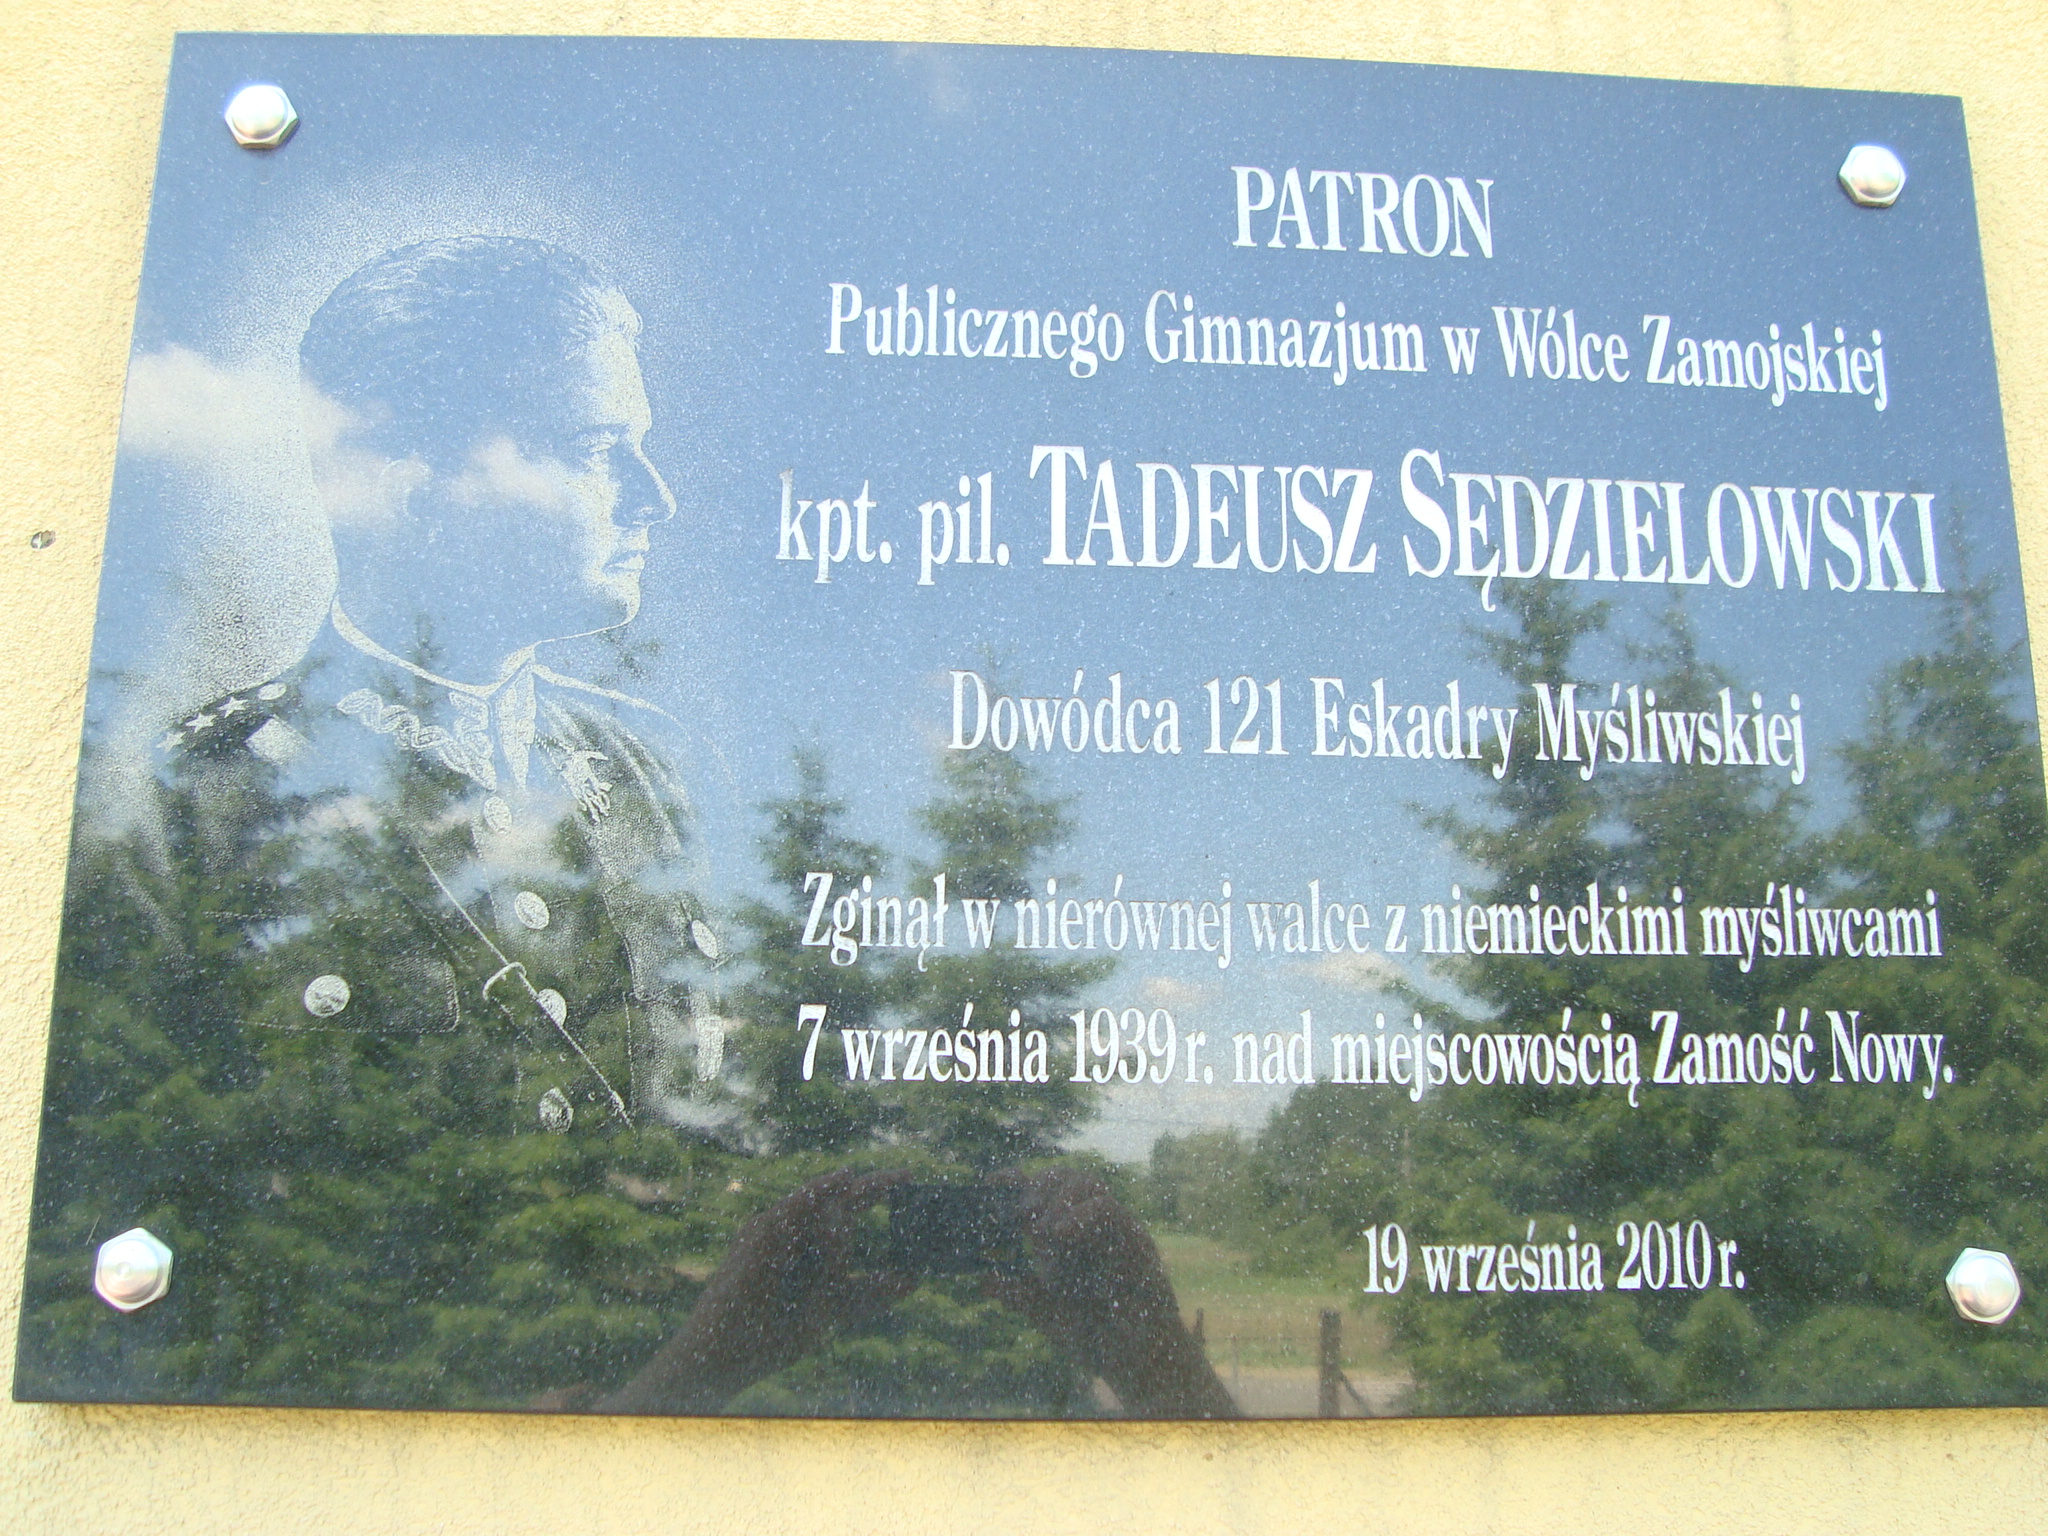 PATRON
Publicznego Gimnazjum w Wólce Zamojskiej
kpt. pil. TADEUSZ SĘDZIELOWSKI
Dowódca 121 Eskadry Myśliwskiej
Zginął w nierównej walce z niemieckimi myśliwcami
7 września 1939 r. nad miejscowością Zamość Nowy.
19 września 2010 r.